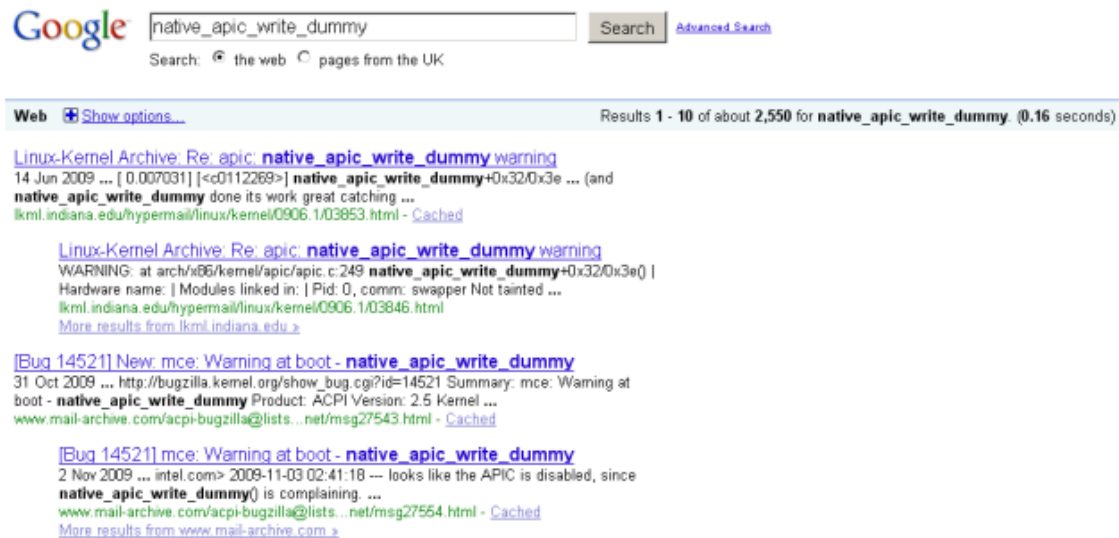 Google native_apic_write_dummy Search Advanced Search
Search: the web pages from the UK
Web Show options... Results 1 - 10 of about 2,550 for native_apic_write_dummy. (0.16 seconds)
Linux-Kernel Archive: Re: apic: native_apic_write_dummy warning
14 Jun 2009 ... [ 0.007031] [<c0112269>] native_apic_write_dummy+0x32/0x3e ... (and
native_apic_write_dummy done its work great catching ...
lkml.indiana.edu/hypermail/linux/kernel/0906.1/03853.html - Cached
Linux-Kernel Archive: Re: apic: native_apic_write_dummy warning
WARNING: at arch/x86/kernel/apic/apic.c:249 native_apic_write_dummy+0x32/0x3e() |
Hardware name: | Modules linked in: | Pid: 0, comm: swapper Not tainted ...
lkml.indiana.edu/hypermail/linux/kernel/0906.1/03846.html
More results from lkml.indiana.edu »
[Bug 14521] New: mce: Warning at boot - native_apic_write_dummy
31 Oct 2009 ... http://bugzilla.kernel.org/show_bug.cgi?id=14521 Summary: mce: Warning at
boot - native_apic_write_dummy Product: ACPI Version: 2.5 Kernel ...
www.mail-archive.com/acpi-bugzilla@lists...net/msg27543.html - Cached
[Bug 14521] mce: Warning at boot - native_apic_write_dummy
2 Nov 2009 ... intel.com> 2009-11-03 02:41:18 --- looks like the APIC is disabled, since
native_apic_write_dummy() is complaining. ...
www.mail-archive.com/acpi-bugzilla@lists...net/msg27554.html - Cached
More results from www.mail-archive.com »